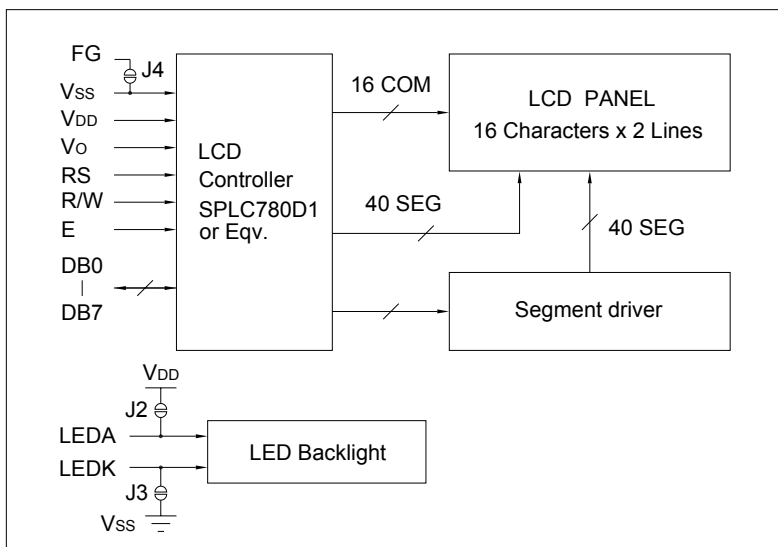 FG
J4
VSS
VDD
VO
RS
R/W
E
DB0
|
DB7
LCD
Controller
SPLC780D1
or Eqv.
16 COM
40 SEG
LCD PANEL
16 Characters x 2 Lines
40 SEG
Segment driver
VDD
J2
LEDA
LEDK
J3
VSS
LED Backlight